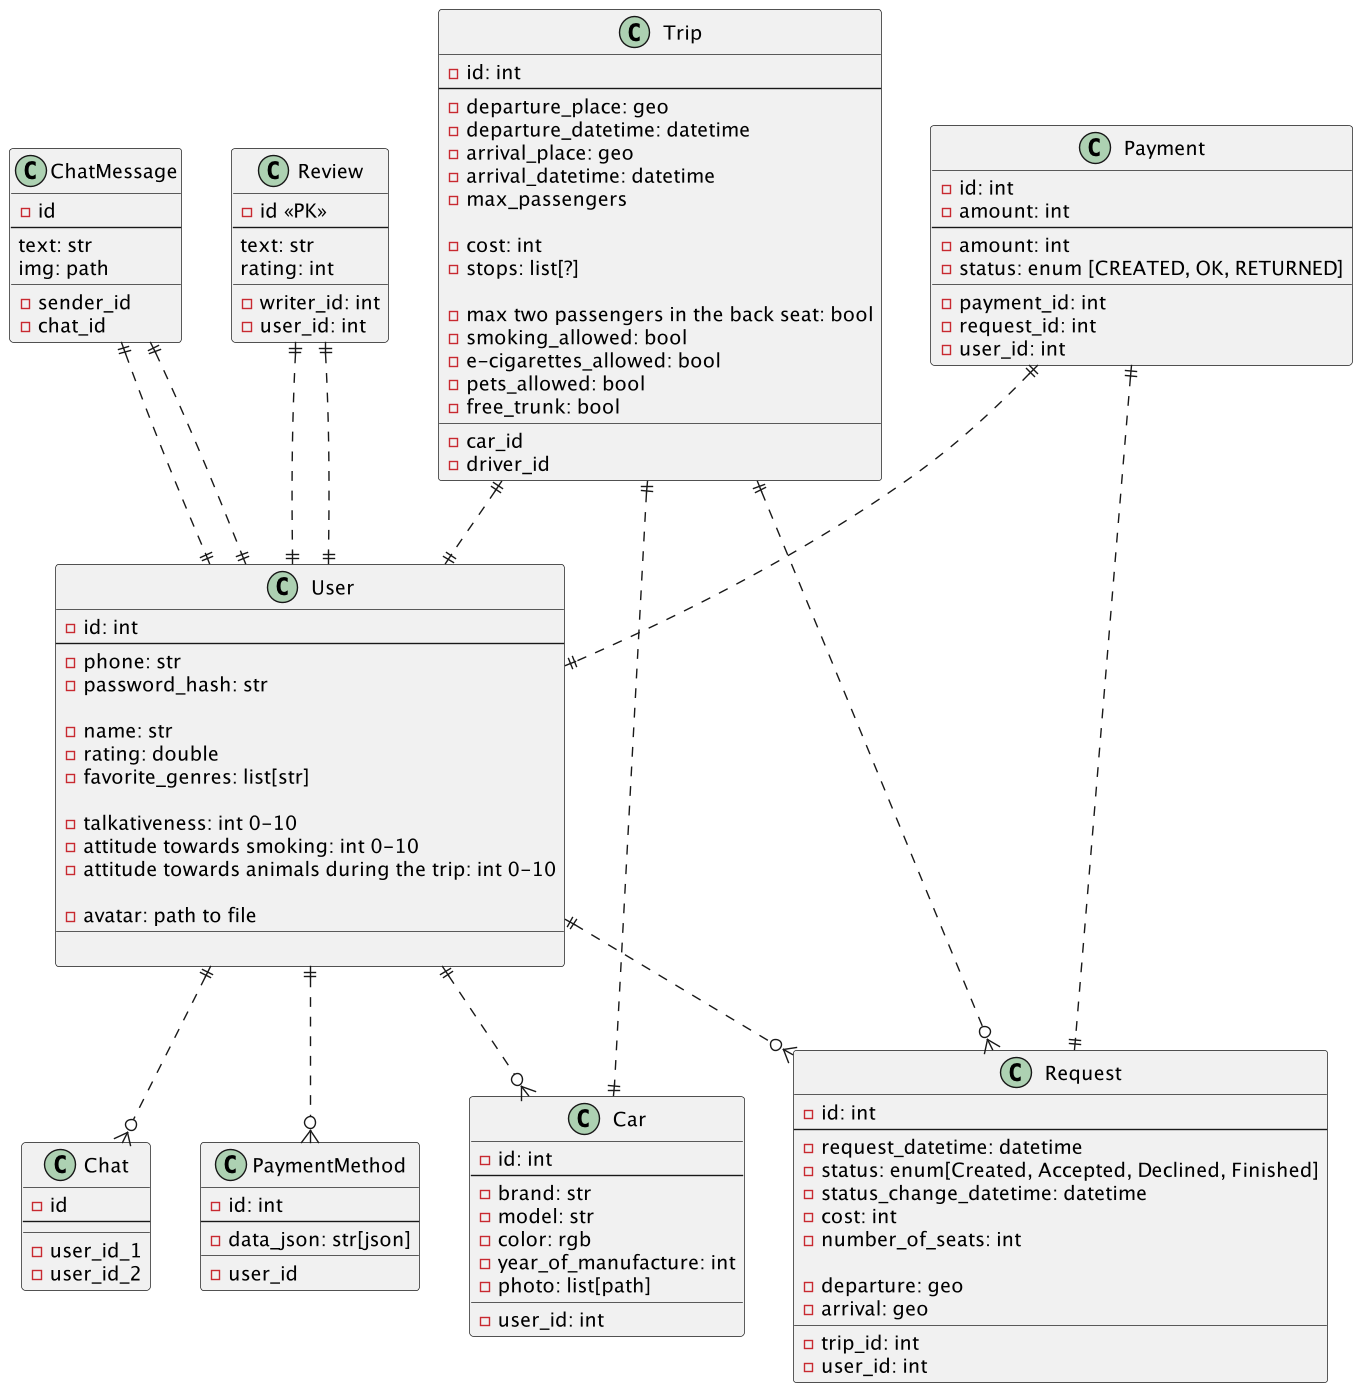 C Trip
id: int
departure_place: geo
departure_datetime: datetime
arrival_place: geo
arrival_datetime: datetime
max_passengers
cost: int
stops: list[?]
max two passengers in the back seat: bool
smoking_allowed: bool
e-cigarettes_allowed: bool
pets_allowed: bool
free_trunk: bool
car_id
driver_id
C Payment
id: int
amount: int
amount: int
status: enum [CREATED, OK, RETURNED]
payment_id: int
request_id: int
user_id: int
C ChatMessage
id
text: str
img: path
sender_id
chat_id
C Review
id «PK»
text: str
rating: int
writer_id: int
user_id: int
C User
id: int
phone: str
password_hash: str
name: str
rating: double
favorite_genres: list[str]
talkativeness: int 0-10
attitude towards smoking: int 0-10
attitude towards animals during the trip: int 0-10
avatar: path to file
C Chat
id
user_id_1
user_id_2
C PaymentMethod
id: int
data_json: str[json]
user_id
C Car
id: int
brand: str
model: str
color: rgb
year_of_manufacture: int
photo: list[path]
user_id: int
C Request
id: int
request_datetime: datetime
status: enum[Created, Accepted, Declined, Finished]
status_change_datetime: datetime
cost: int
number_of_seats: int
departure: geo
arrival: geo
trip_id: int
user_id: int